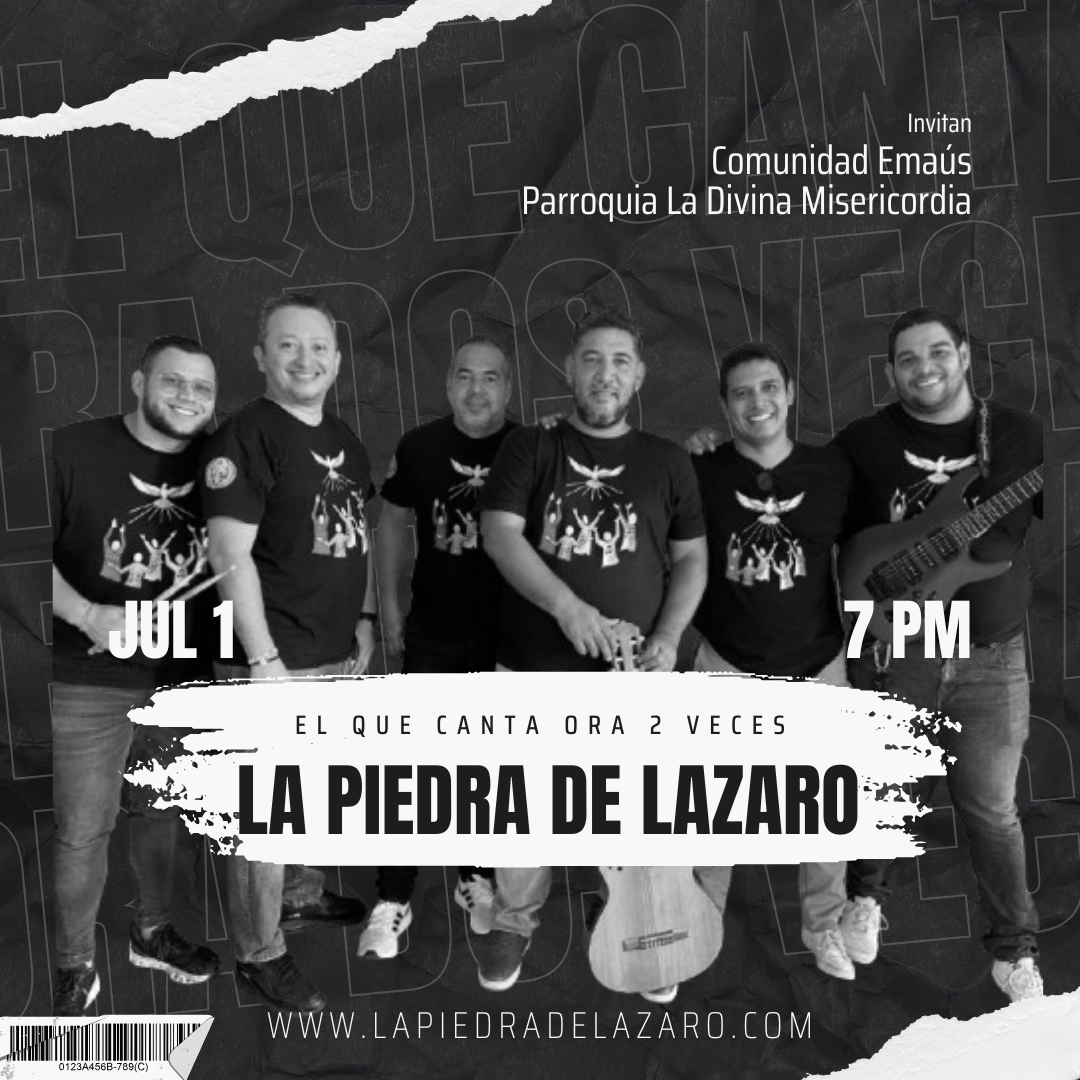 Invitan
Comunidad Emaús
Parroquia La Divina Misericordia
JUL 1
7 PM
EL QUE CANTA ORA 2 VECES
LA PIEDRA DE LAZARO
WWW.LAPIEDRADELAZARO.COM
0123A456B-789(C)